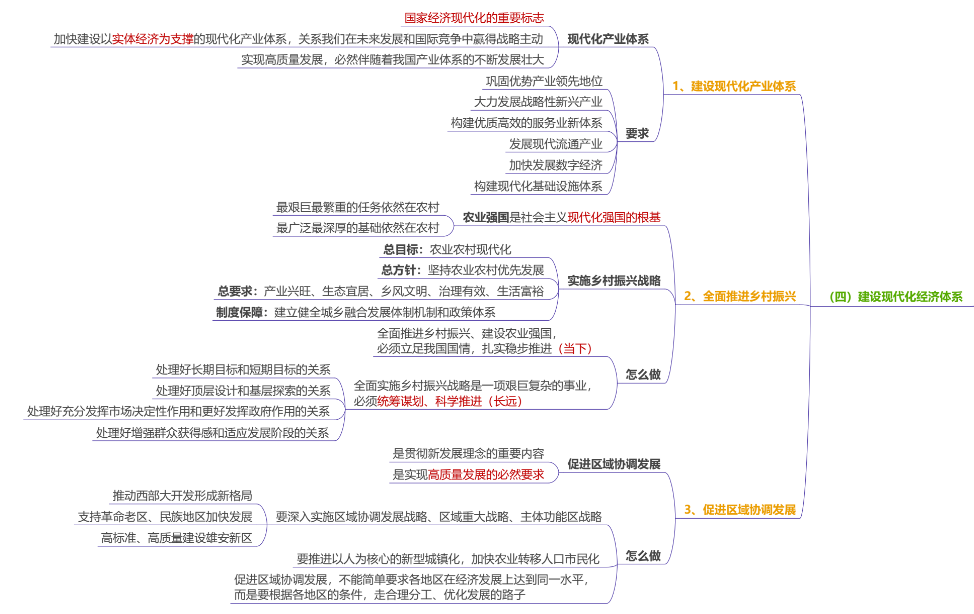 （四）建设现代化经济体系
1、建设现代化产业体系
现代化产业体系
国家经济现代化的重要标志
加快建设以实体经济为支撑的现代化产业体系，关系我们在未来发展和国际竞争中赢得战略主动
实现高质量发展，必然伴随着我国产业体系的不断发展壮大
要求
巩固优势产业领先地位
大力发展战略性新兴产业
构建优质高效的服务业新体系
发展现代流通产业
加快发展数字经济
构建现代化基础设施体系
2、全面推进乡村振兴
农业强国是社会主义现代化强国的根基
最艰巨最繁重的任务依然在农村
最广泛最深厚的基础依然在农村
实施乡村振兴战略
总目标：农业农村现代化
总方针：坚持农业农村优先发展
总要求：产业兴旺、生态宜居、乡风文明、治理有效、生活富裕
制度保障：建立健全城乡融合发展体制机制和政策体系
怎么做
全面推进乡村振兴、建设农业强国，
必须立足我国国情，扎实稳步推进（当下）
全面实施乡村振兴战略是一项艰巨复杂的事业，
必须统筹谋划、科学推进（长远）
处理好长期目标和短期目标的关系
处理好顶层设计和基层探索的关系
处理好充分发挥市场决定性作用和更好发挥政府作用的关系
处理好增强群众获得感和适应发展阶段的关系
3、促进区域协调发展
促进区域协调发展
是贯彻新发展理念的重要内容
是实现高质量发展的必然要求
怎么做
要深入实施区域协调发展战略、区域重大战略、主体功能区战略
推动西部大开发形成新格局
支持革命老区、民族地区加快发展
高标准、高质量建设雄安新区
要推进以人为核心的新型城镇化，加快农业转移人口市民化
促进区域协调发展，不能简单要求各地区在经济发展上达到同一水平，
而是要根据各地区的条件，走合理分工、优化发展的路子